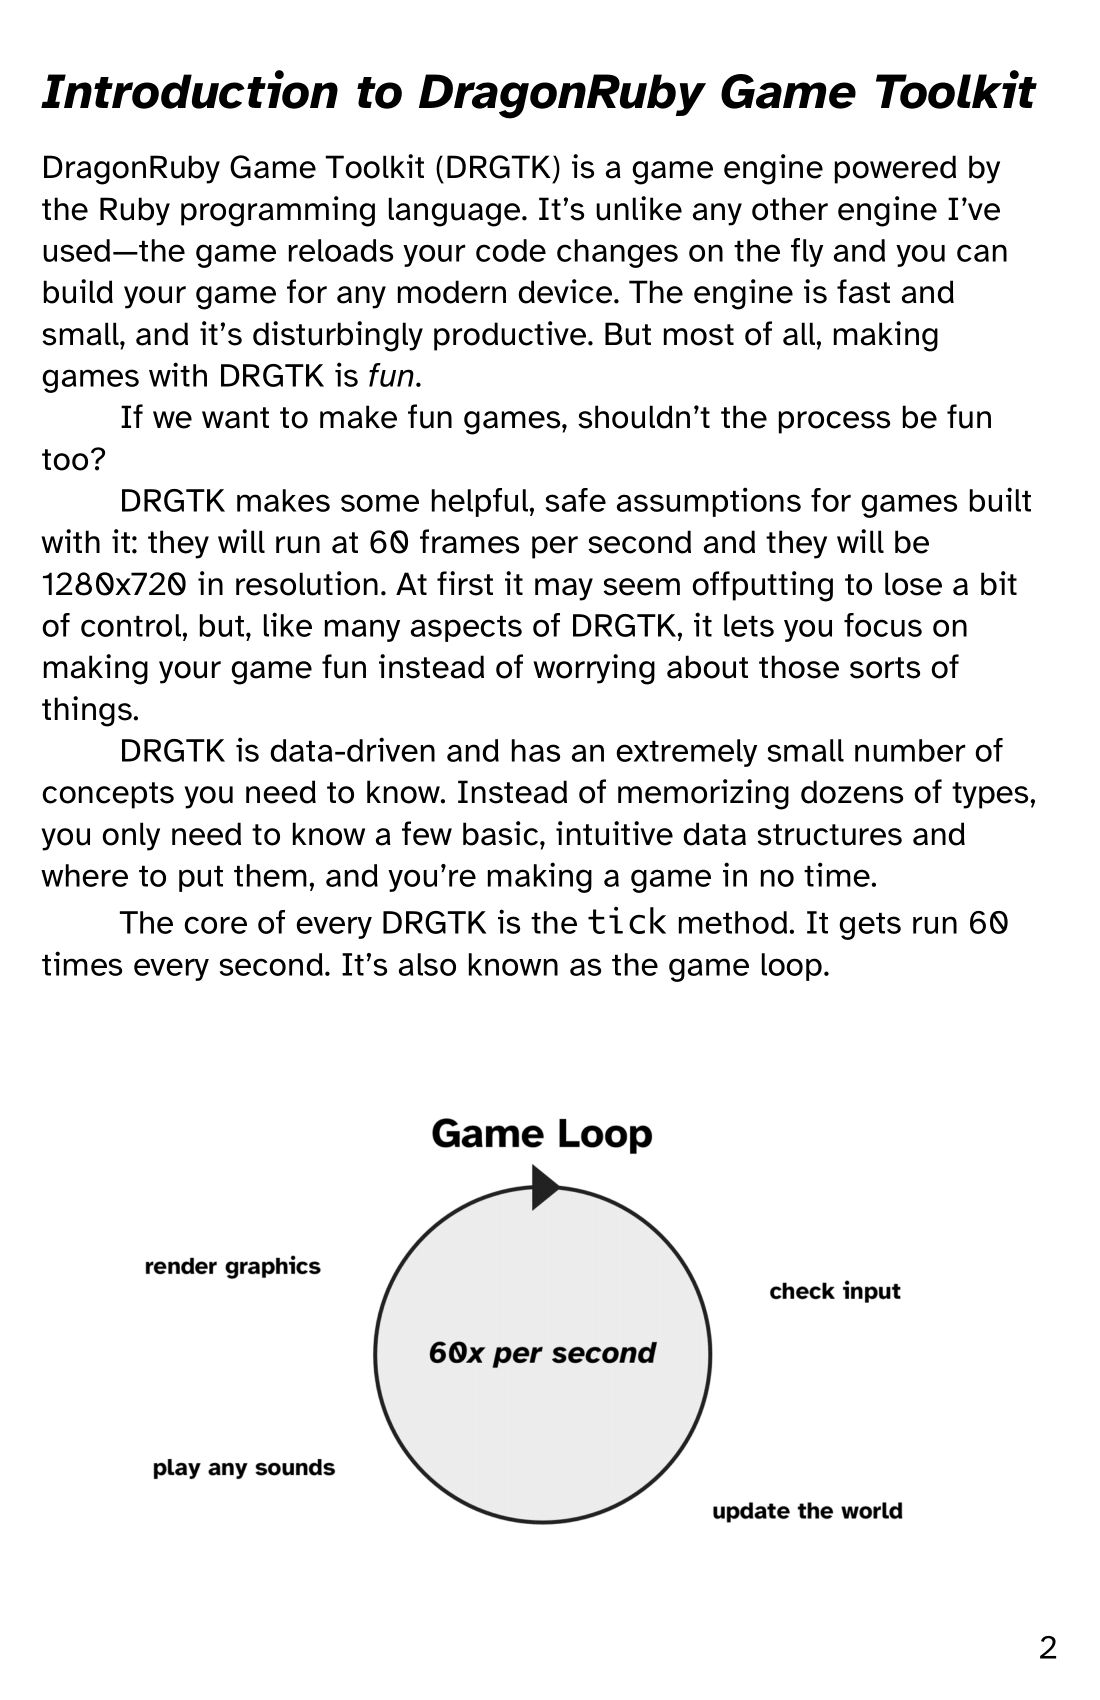 Introduction to DragonRuby Game Toolkit
DragonRuby Game Toolkit (DRGTK) is a game engine powered by
the Ruby programming language. It’s unlike any other engine I’ve
used—the game reloads your code changes on the fly and you can
build your game for any modern device. The engine is fast and
small, and it’s disturbingly productive. But most of all, making
games with DRGTK is fun.
If we want to make fun games, shouldn’t the process be fun
too?
DRGTK makes some helpful, safe assumptions for games built
with it: they will run at 60 frames per second and they will be
1280x720 in resolution. At first it may seem offputting to lose a bit
of control, but, like many aspects of DRGTK, it lets you focus on
making your game fun instead of worrying about those sorts of
things.
DRGTK is data-driven and has an extremely small number of
concepts you need to know. Instead of memorizing dozens of types,
you only need to know a few basic, intuitive data structures and
where to put them, and you’re making a game in no time.
The core of every DRGTK is the tick method. It gets run 60
times every second. It’s also known as the game loop.
Game Loop
render graphics
check input
60x per second
play any sounds
update the world
2